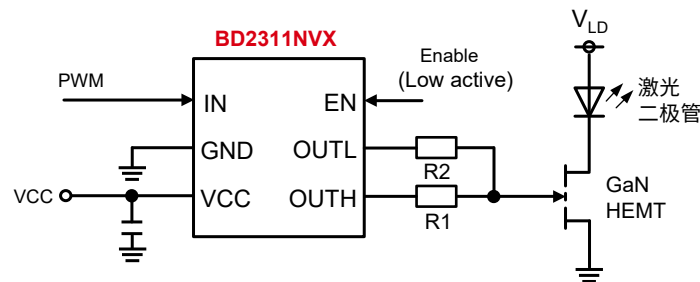 BD2311NVX
V_LD
PWM
Enable
(Low active)
激光
二极管
IN
EN
GND
OUTL
R2
VCC
VCC
OUTH
R1
GaN
HEMT